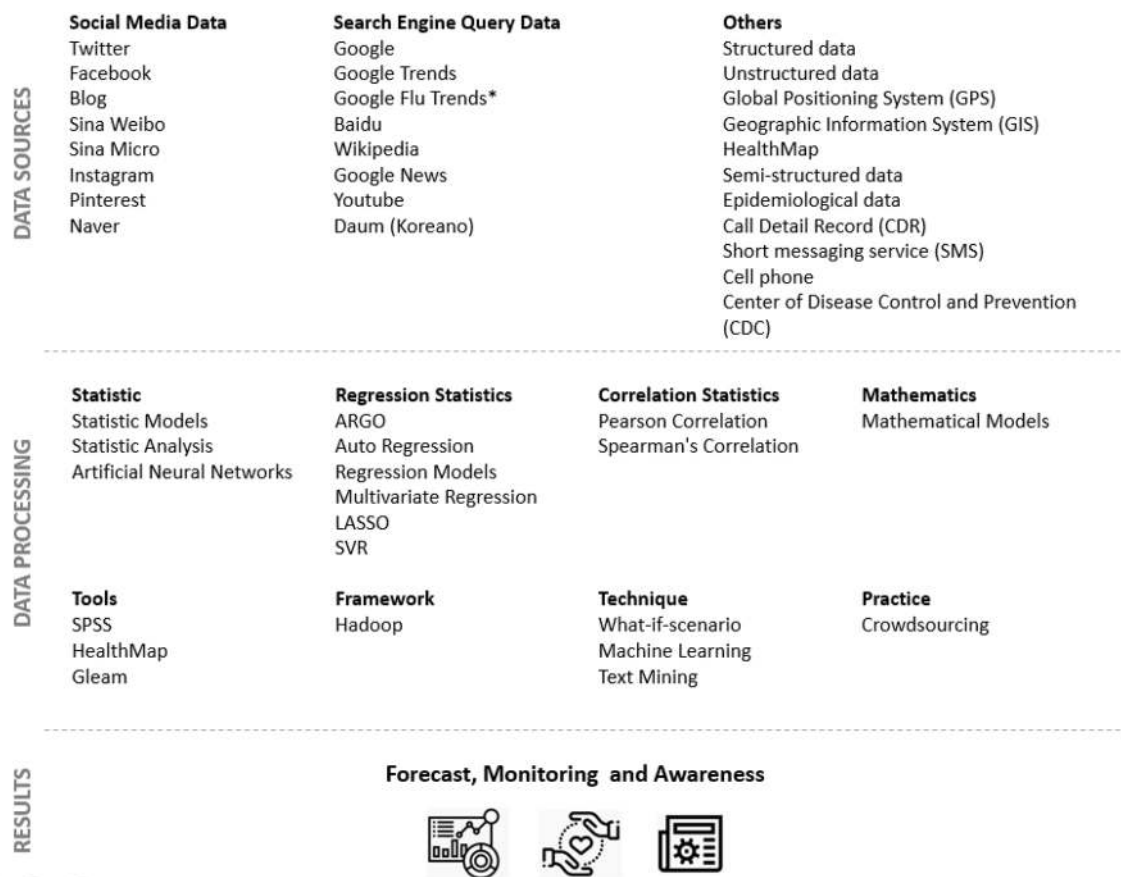 DATA SOURCES
Social Media Data
Twitter
Facebook
Blog
Sina Weibo
Sina Micro
Instagram
Pinterest
Naver
Search Engine Query Data
Google
Google Trends
Google Flu Trends*
Baidu
Wikipedia
Google News
Youtube
Daum (Koreano)
Others
Structured data
Unstructured data
Global Positioning System (GPS)
Geographic Information System (GIS)
HealthMap
Semi-structured data
Epidemiological data
Call Detail Record (CDR)
Short messaging service (SMS)
Cell phone
Center of Disease Control and Prevention
(CDC)
DATA PROCESSING
Statistic
Statistic Models
Statistic Analysis
Artificial Neural Networks
Regression Statistics
ARGO
Auto Regression
Regression Models
Multivariate Regression
LASSO
SVR
Correlation Statistics
Pearson Correlation
Spearman's Correlation
Mathematics
Mathematical Models
Tools
SPSS
HealthMap
Gleam
Framework
Hadoop
Technique
What-if-scenario
Machine Learning
Text Mining
Practice
Crowdsourcing
RESULTS
Forecast, Monitoring and Awareness